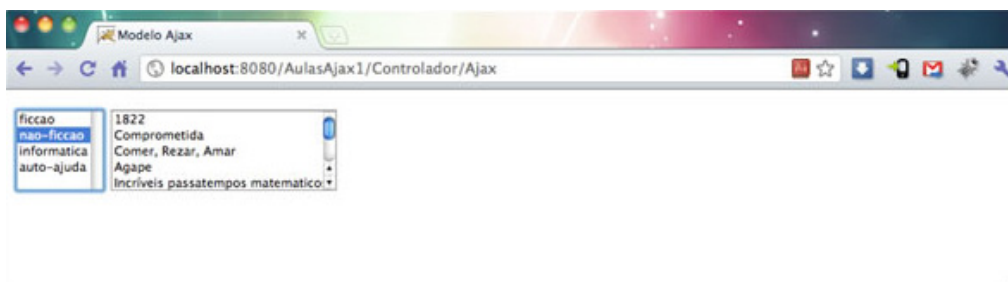 Modelo Ajax
localhost:8080/AulasAjax1/Controlador/Ajax
ficcao
nao-ficcao
informatica
auto-ajuda
1822
Comprometida
Comer, Rezar, Amar
Agape
Incríveis passatempos matematico